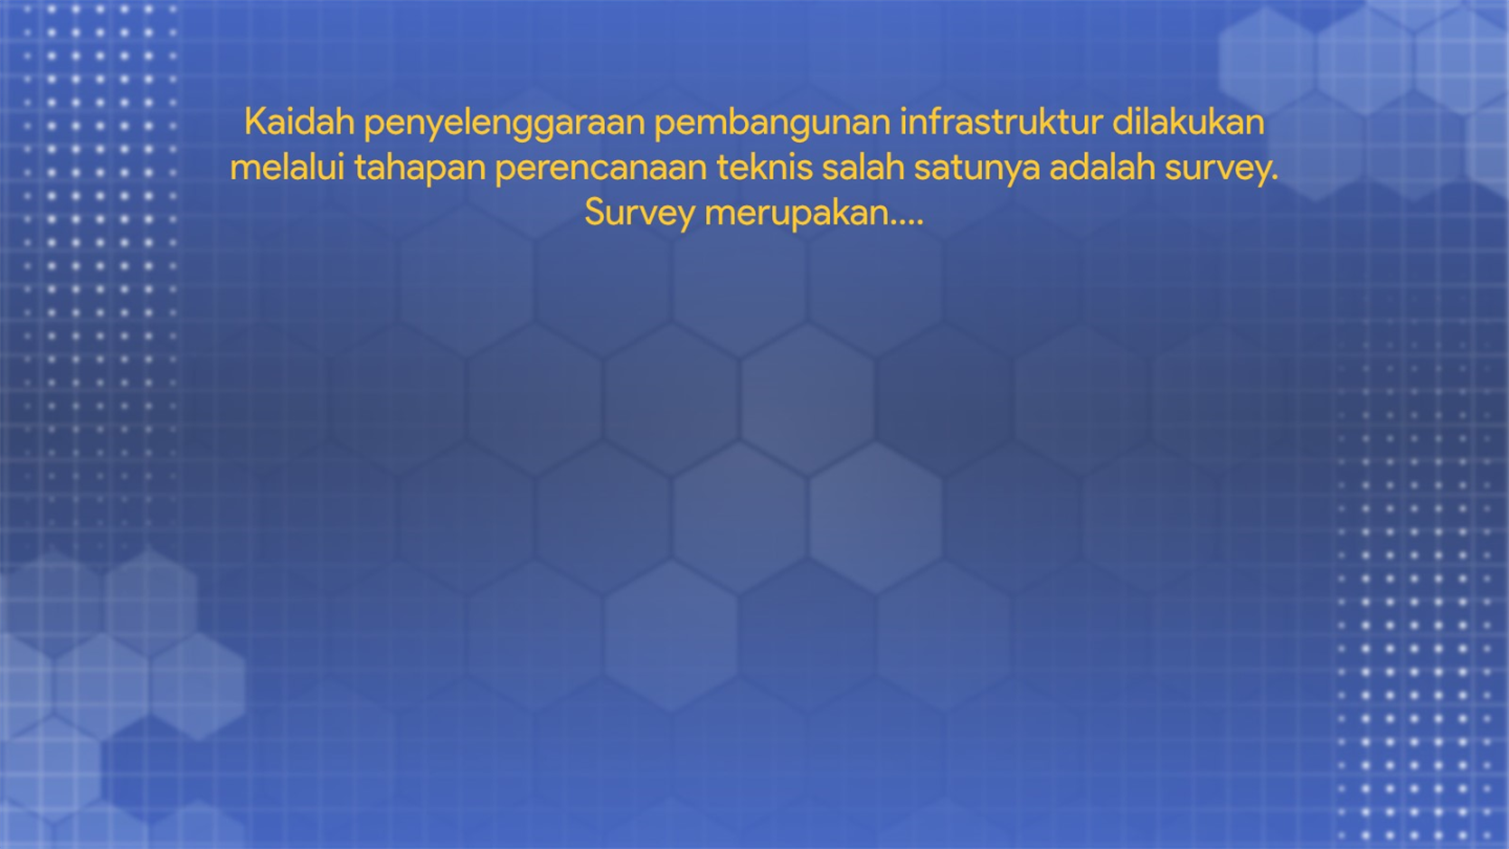 Kaidah penyelenggaraan pembangunan infrastruktur dilakukan
melalui tahapan perencanaan teknis salah satunya adalah survey.
Survey merupakan....